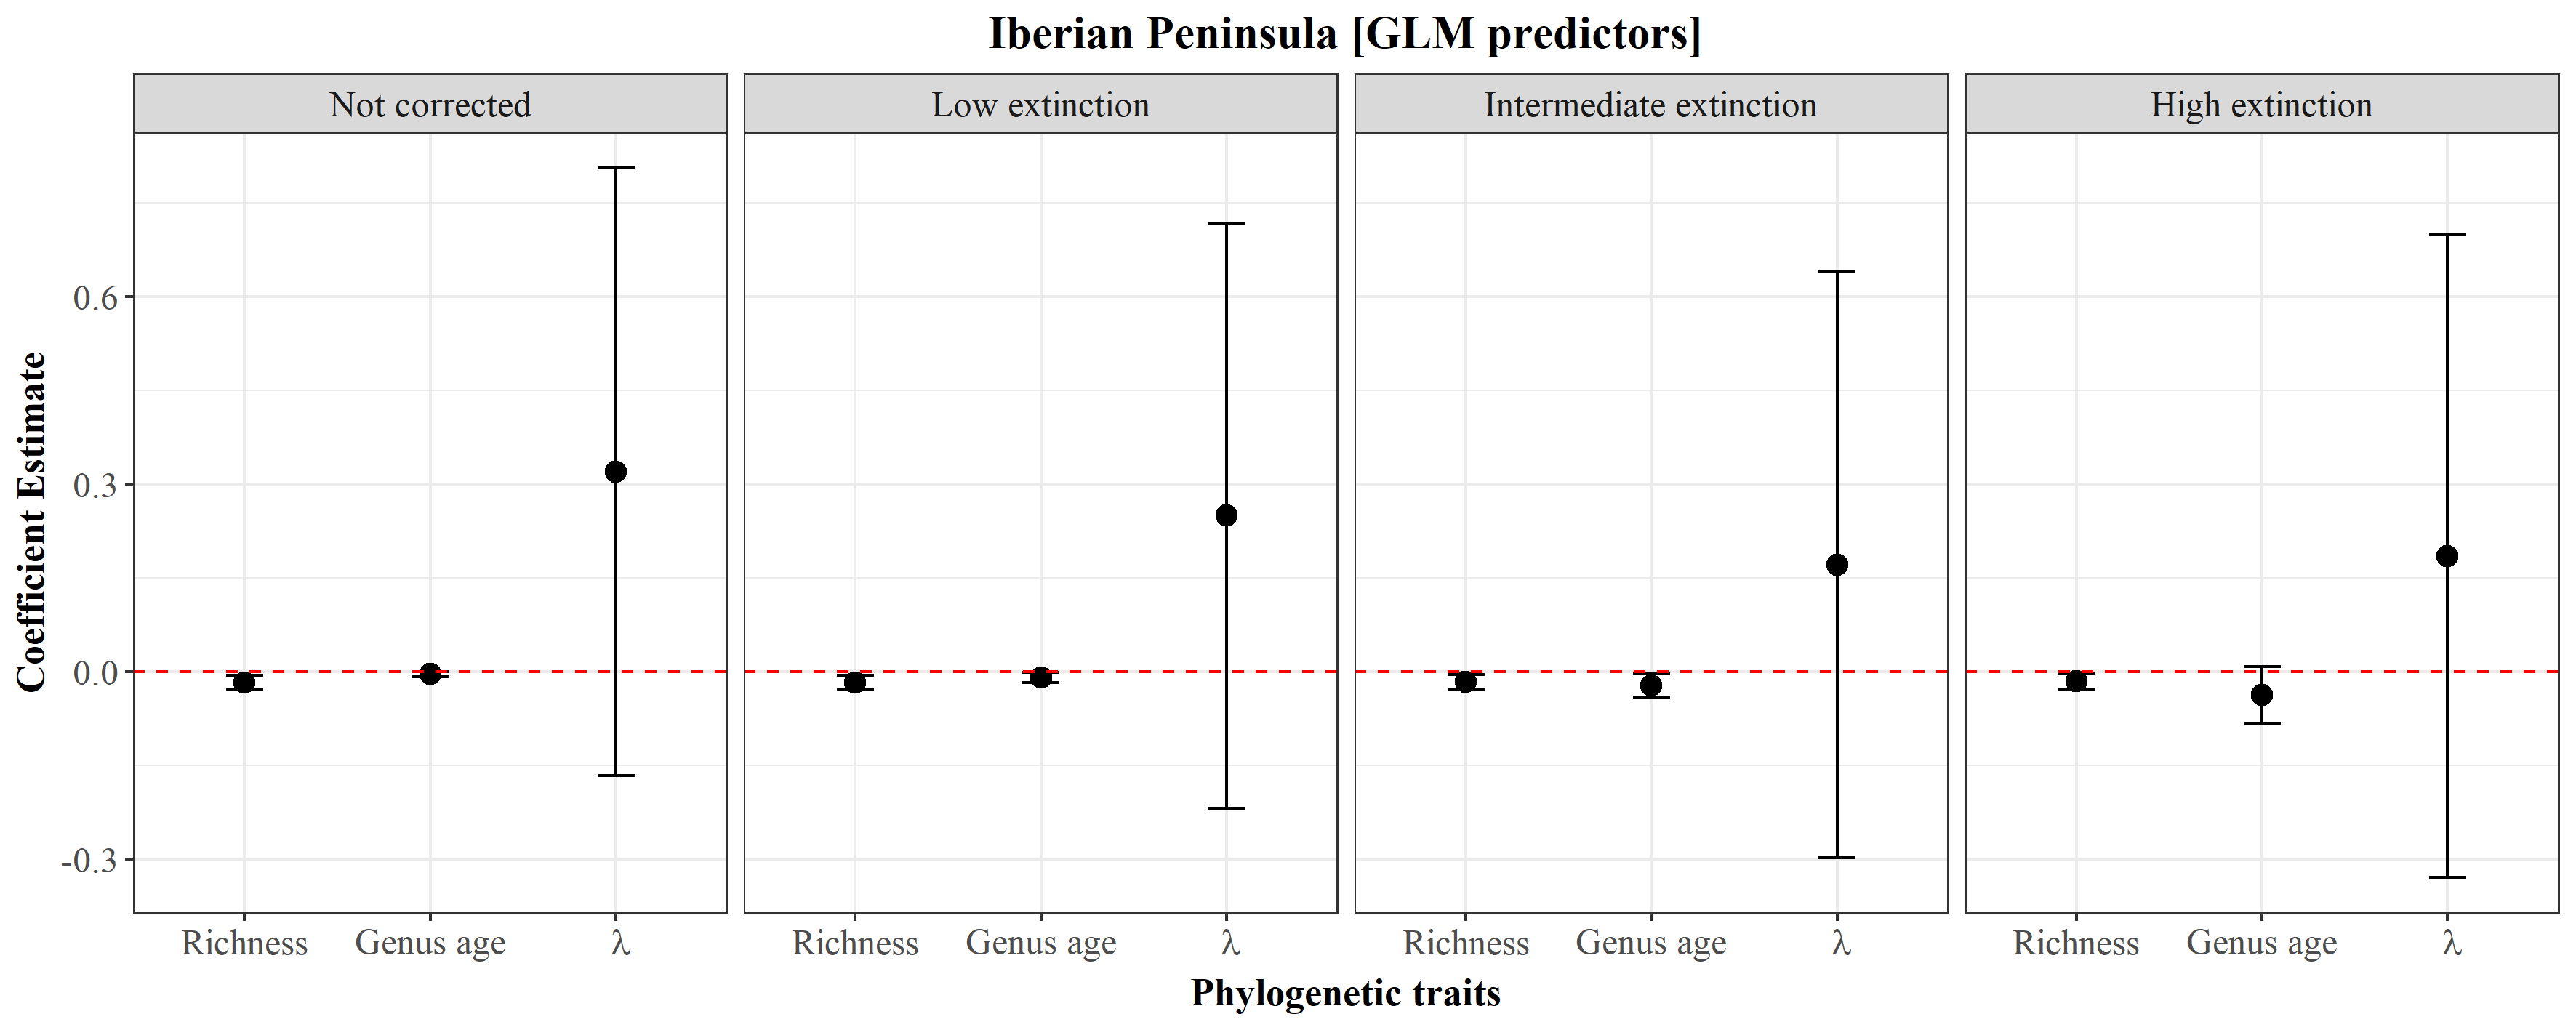 Iberian Peninsula [GLM predictors]
Not corrected
Low extinction
Intermediate extinction
High extinction
Coefficient Estimate
0.6
0.3
0.0
-0.3
Richness Genus age λ
Richness Genus age λ
Richness Genus age λ
Richness Genus age λ
Phylogenetic traits